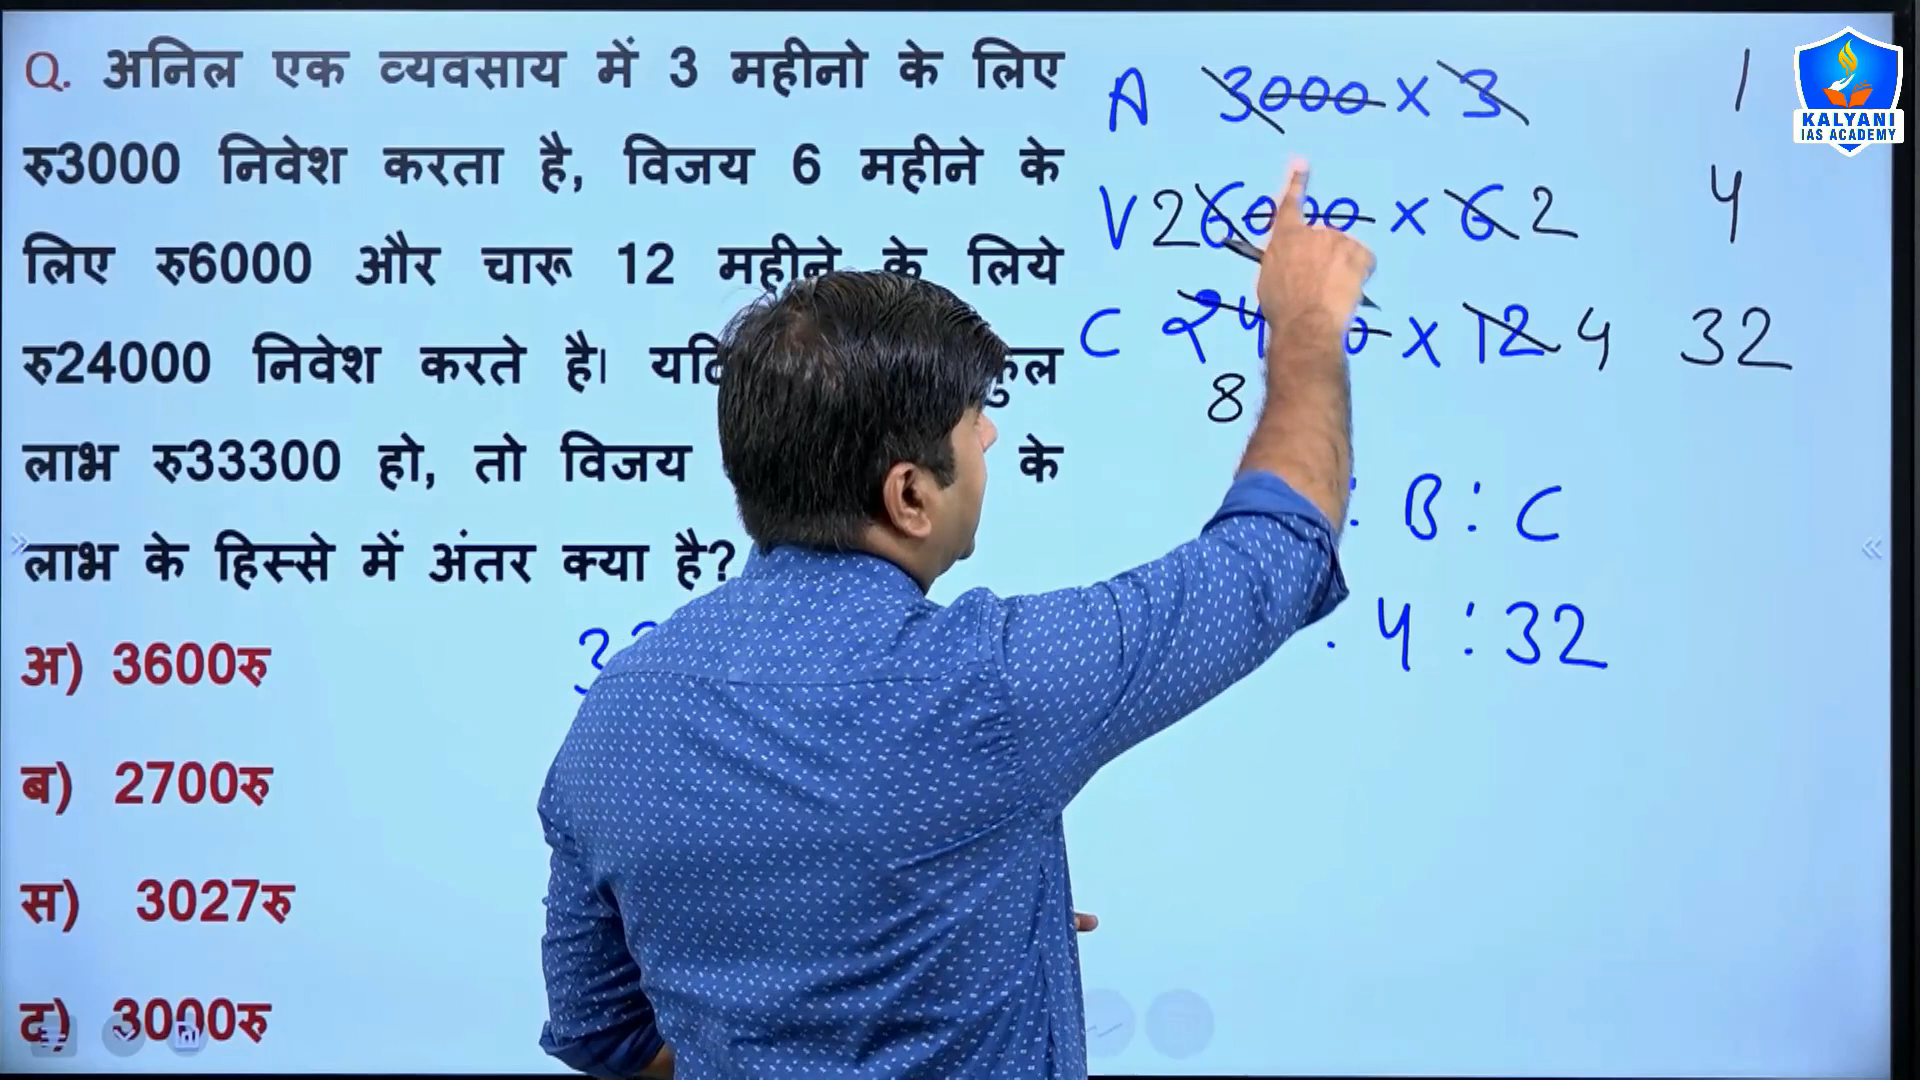 Q. अनिल एक व्यवसाय में 3 महीनो के लिए
रु3000 निवेश करता है, विजय 6 महीने के
लिए रु6000 और चारू 12 महीने के लिये
रु24000 निवेश करते है। यदि
लाभ रु33300 हो, तो विजय के
लाभ के हिस्से में अंतर क्या है?
अ) 3600रु
ब) 2700रु
स) 3027रु
द) 3000रु
A 3000 × 3 1
V 2 6000 × 6 2 4
C × 12 4 32
8
: B : C
4 : 32
KALYANI
IAS ACADEMY